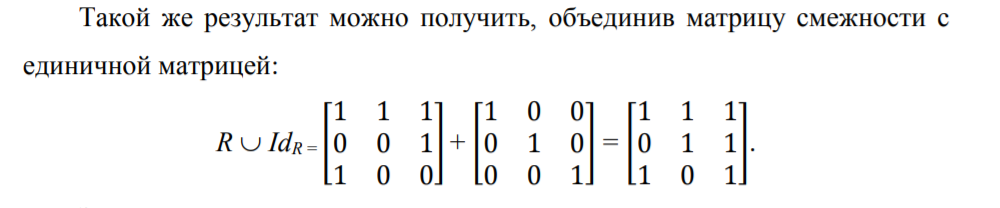 Такой же результат можно получить, объединив матрицу смежности с
единичной матрицей:
R ∪ Id_R = [1 1 1; 0 0 1; 1 0 0] + [1 0 0; 0 1 0; 0 0 1] = [1 1 1; 0 1 1; 1 0 1].